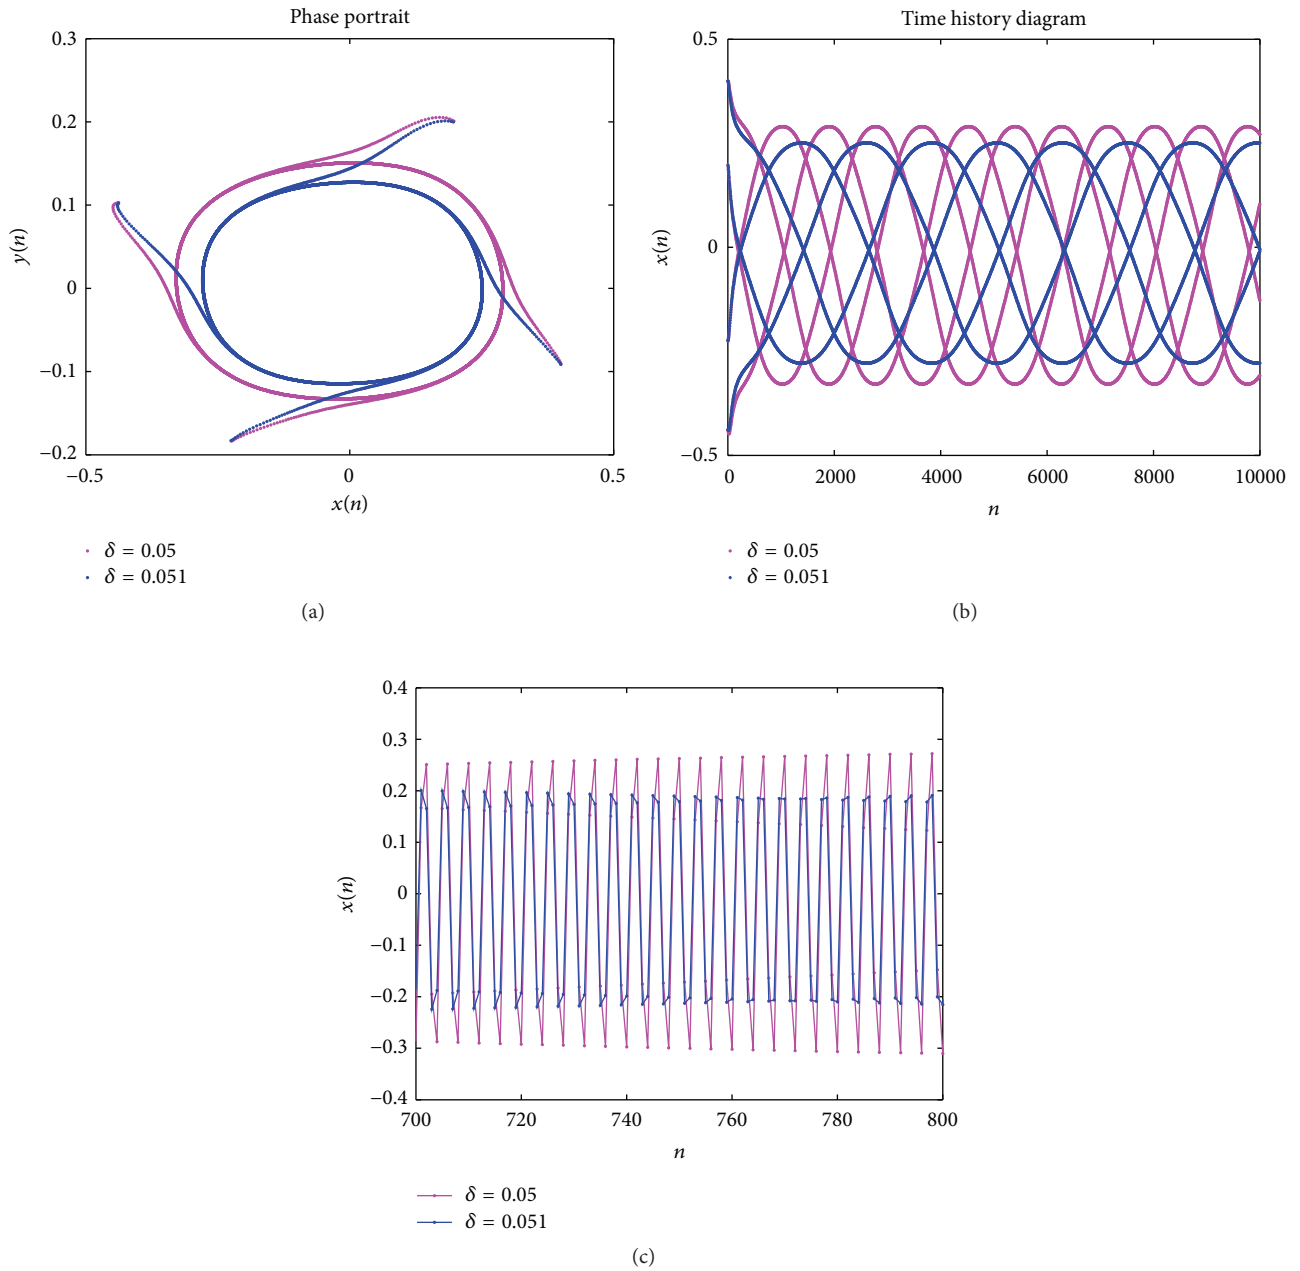 Phase portrait
0.3
0.2
0.1
0
−0.1
−0.2
y(n)
−0.5
0
0.5
x(n)
δ = 0.05
δ = 0.051
(a)
Time history diagram
0.5
0
−0.5
x(n)
0
2000
4000
6000
8000
10000
n
δ = 0.05
δ = 0.051
(b)
0.4
0.3
0.2
0.1
0
−0.1
−0.2
−0.3
−0.4
x(n)
700
720
740
760
780
800
n
δ = 0.05
δ = 0.051
(c)